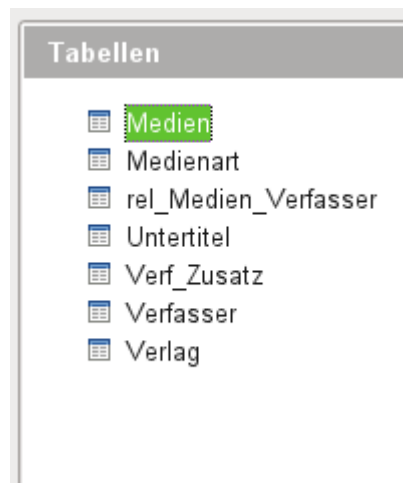 Tabellen
Medien
Medienart
rel_Medien_Verfasser
Untertitel
Verf_Zusatz
Verfasser
Verlag